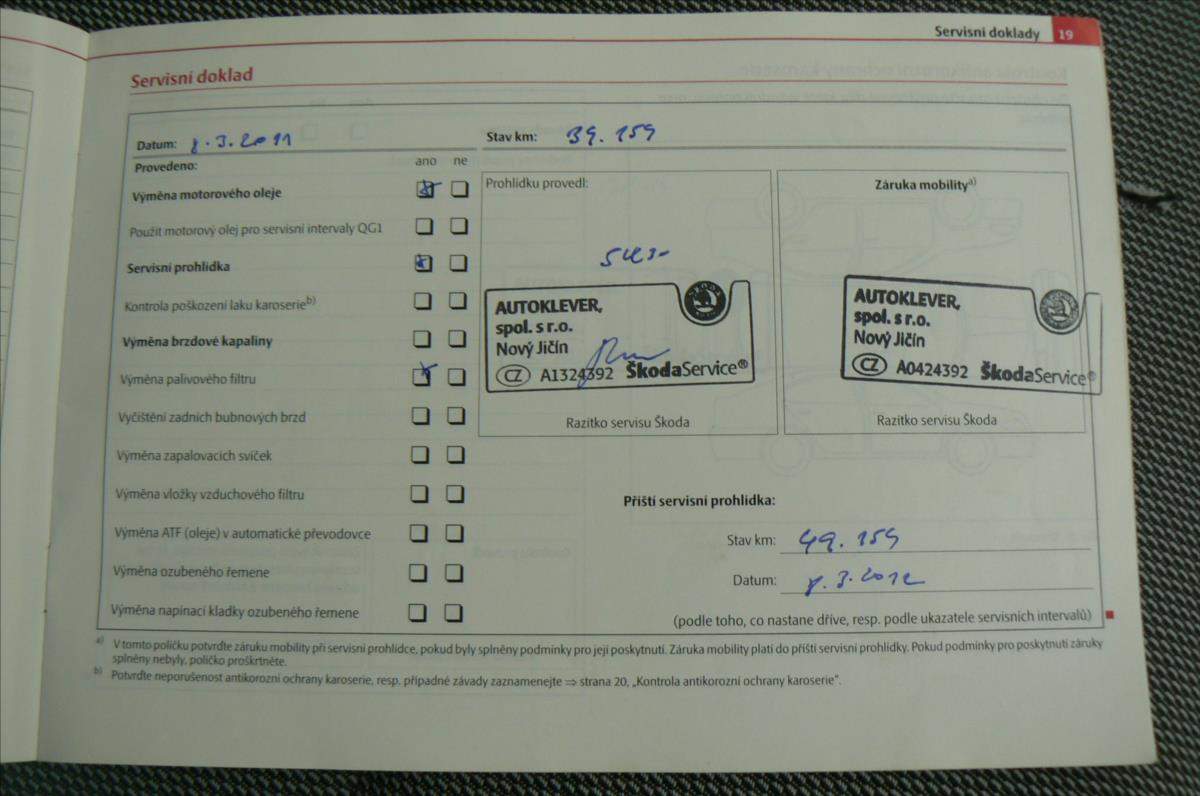 Servisní doklady 19
Servisní doklad
Datum: 8.3.2011 Stav km: 39.159
Provedeno: ano ne
Výměna motorového oleje
Použit motorový olej pro servisní intervaly QG1
Servisní prohlídka
Kontrola poškození laku karoserie b)
Výměna brzdové kapaliny
Výměna palivového filtru
Vyčištění zadních bubnových brzd
Výměna zapalovacích svíček
Výměna vložky vzduchového filtru
Výměna ATF (oleje) v automatické převodovce
Výměna ozubeného řemene
Výměna napínací kladky ozubeného řemene
Prohlídku provedl:
AUTOKLEVER,
spol. s r.o.
Nový Jičín
CZ A1324392 ŠkodaService®
Razítko servisu Škoda
Záruka mobility a)
AUTOKLEVER,
spol. s r.o.
Nový Jičín
CZ A0424392 ŠkodaService®
Razítko servisu Škoda
Příští servisní prohlídka:
Stav km: 49.159
Datum: 8.3.2012
(podle toho, co nastane dříve, resp. podle ukazatele servisních intervalů)
a) V tomto políčku potvrďte záruku mobility při servisní prohlídce, pokud byly splněny podmínky pro její poskytnutí. Záruka mobility platí do příští servisní prohlídky. Pokud podmínky pro poskytnutí záruky
splněny nebyly, políčko proškrtněte.
b) Potvrďte neporušenost antikorozní ochrany karoserie, resp. případné závady zaznamenejte ⇒ strana 20, „Kontrola antikorozní ochrany karoserie".